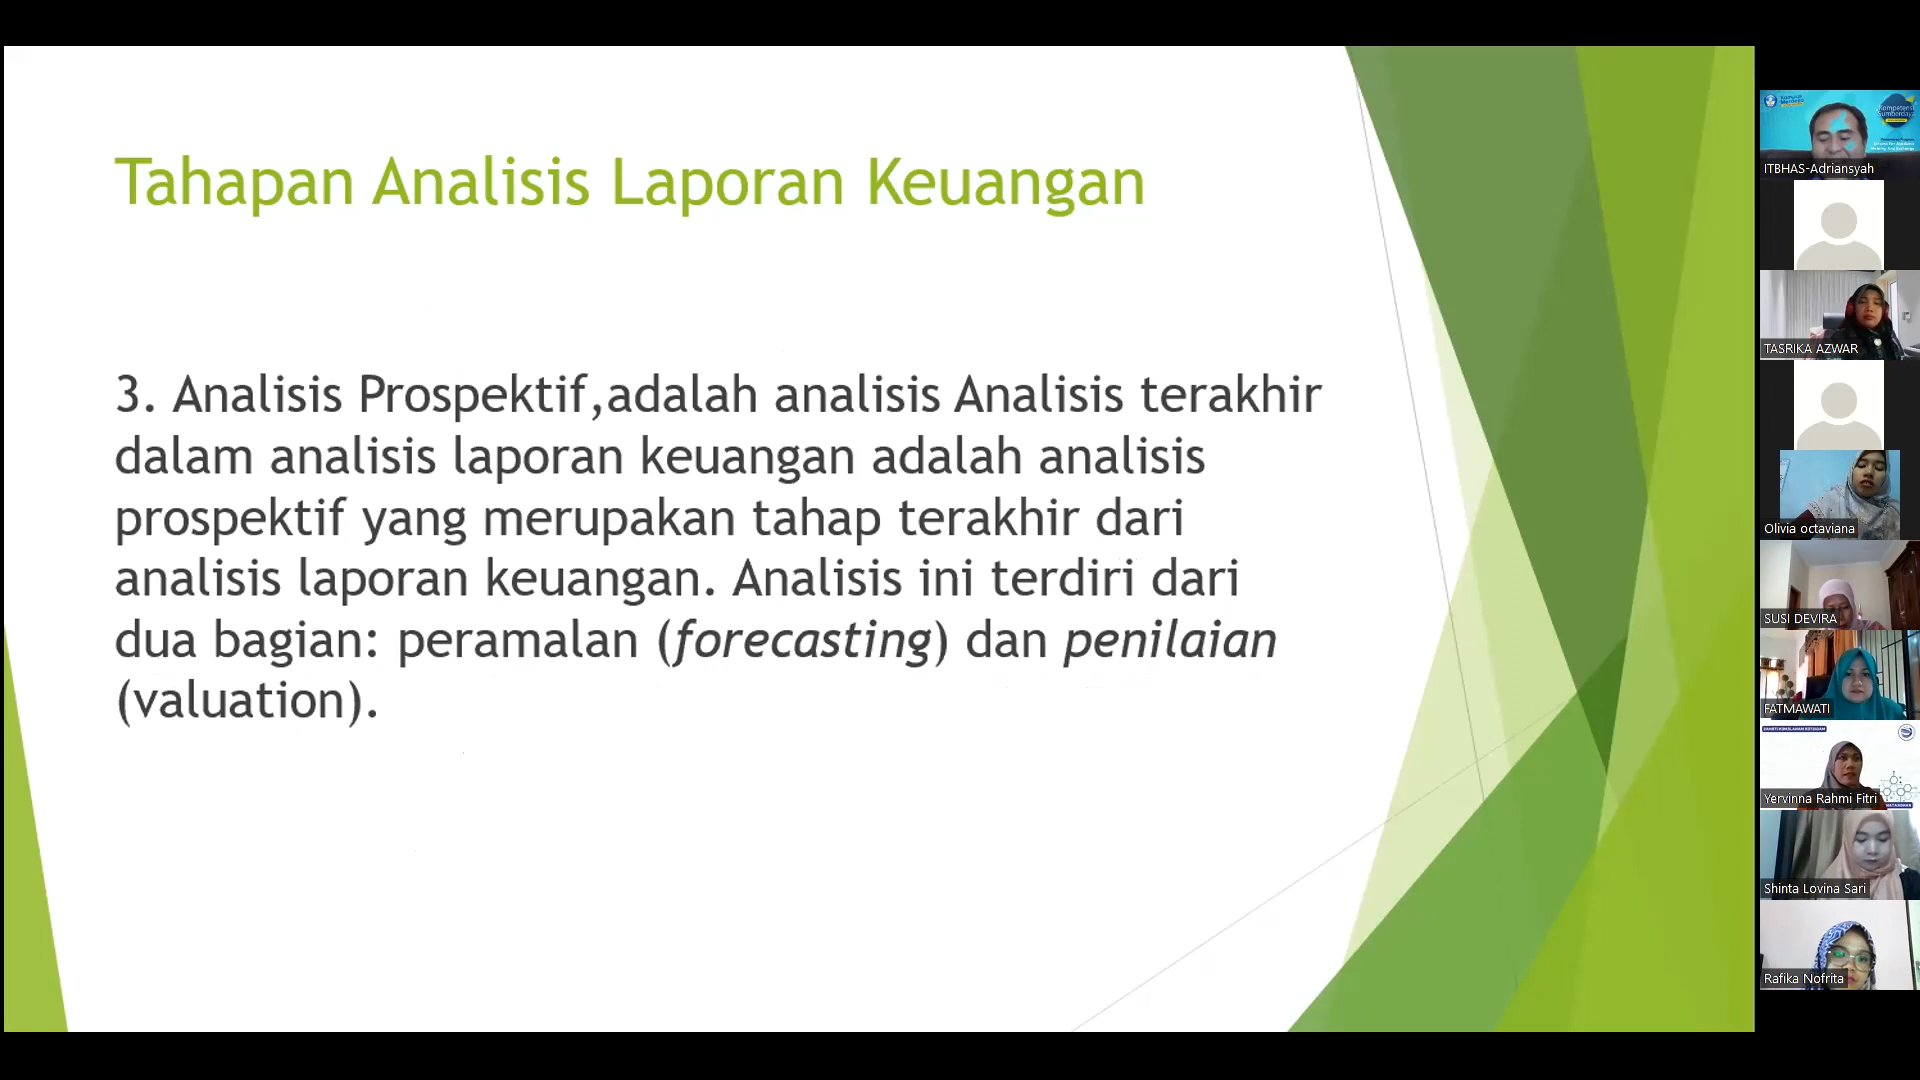 Tahapan Analisis Laporan Keuangan
3. Analisis Prospektif,adalah analisis Analisis terakhir
dalam analisis laporan keuangan adalah analisis
prospektif yang merupakan tahap terakhir dari
analisis laporan keuangan. Analisis ini terdiri dari
dua bagian: peramalan (forecasting) dan penilaian
(valuation).
ITBHAS-Adriansyah
TASRIKA AZWAR
Olivia octaviana
SUSI DEVIRA
FATMAWATI
Yervinna Rahmi Fitri
Shinta Lovina Sari
Rafika Nofrita